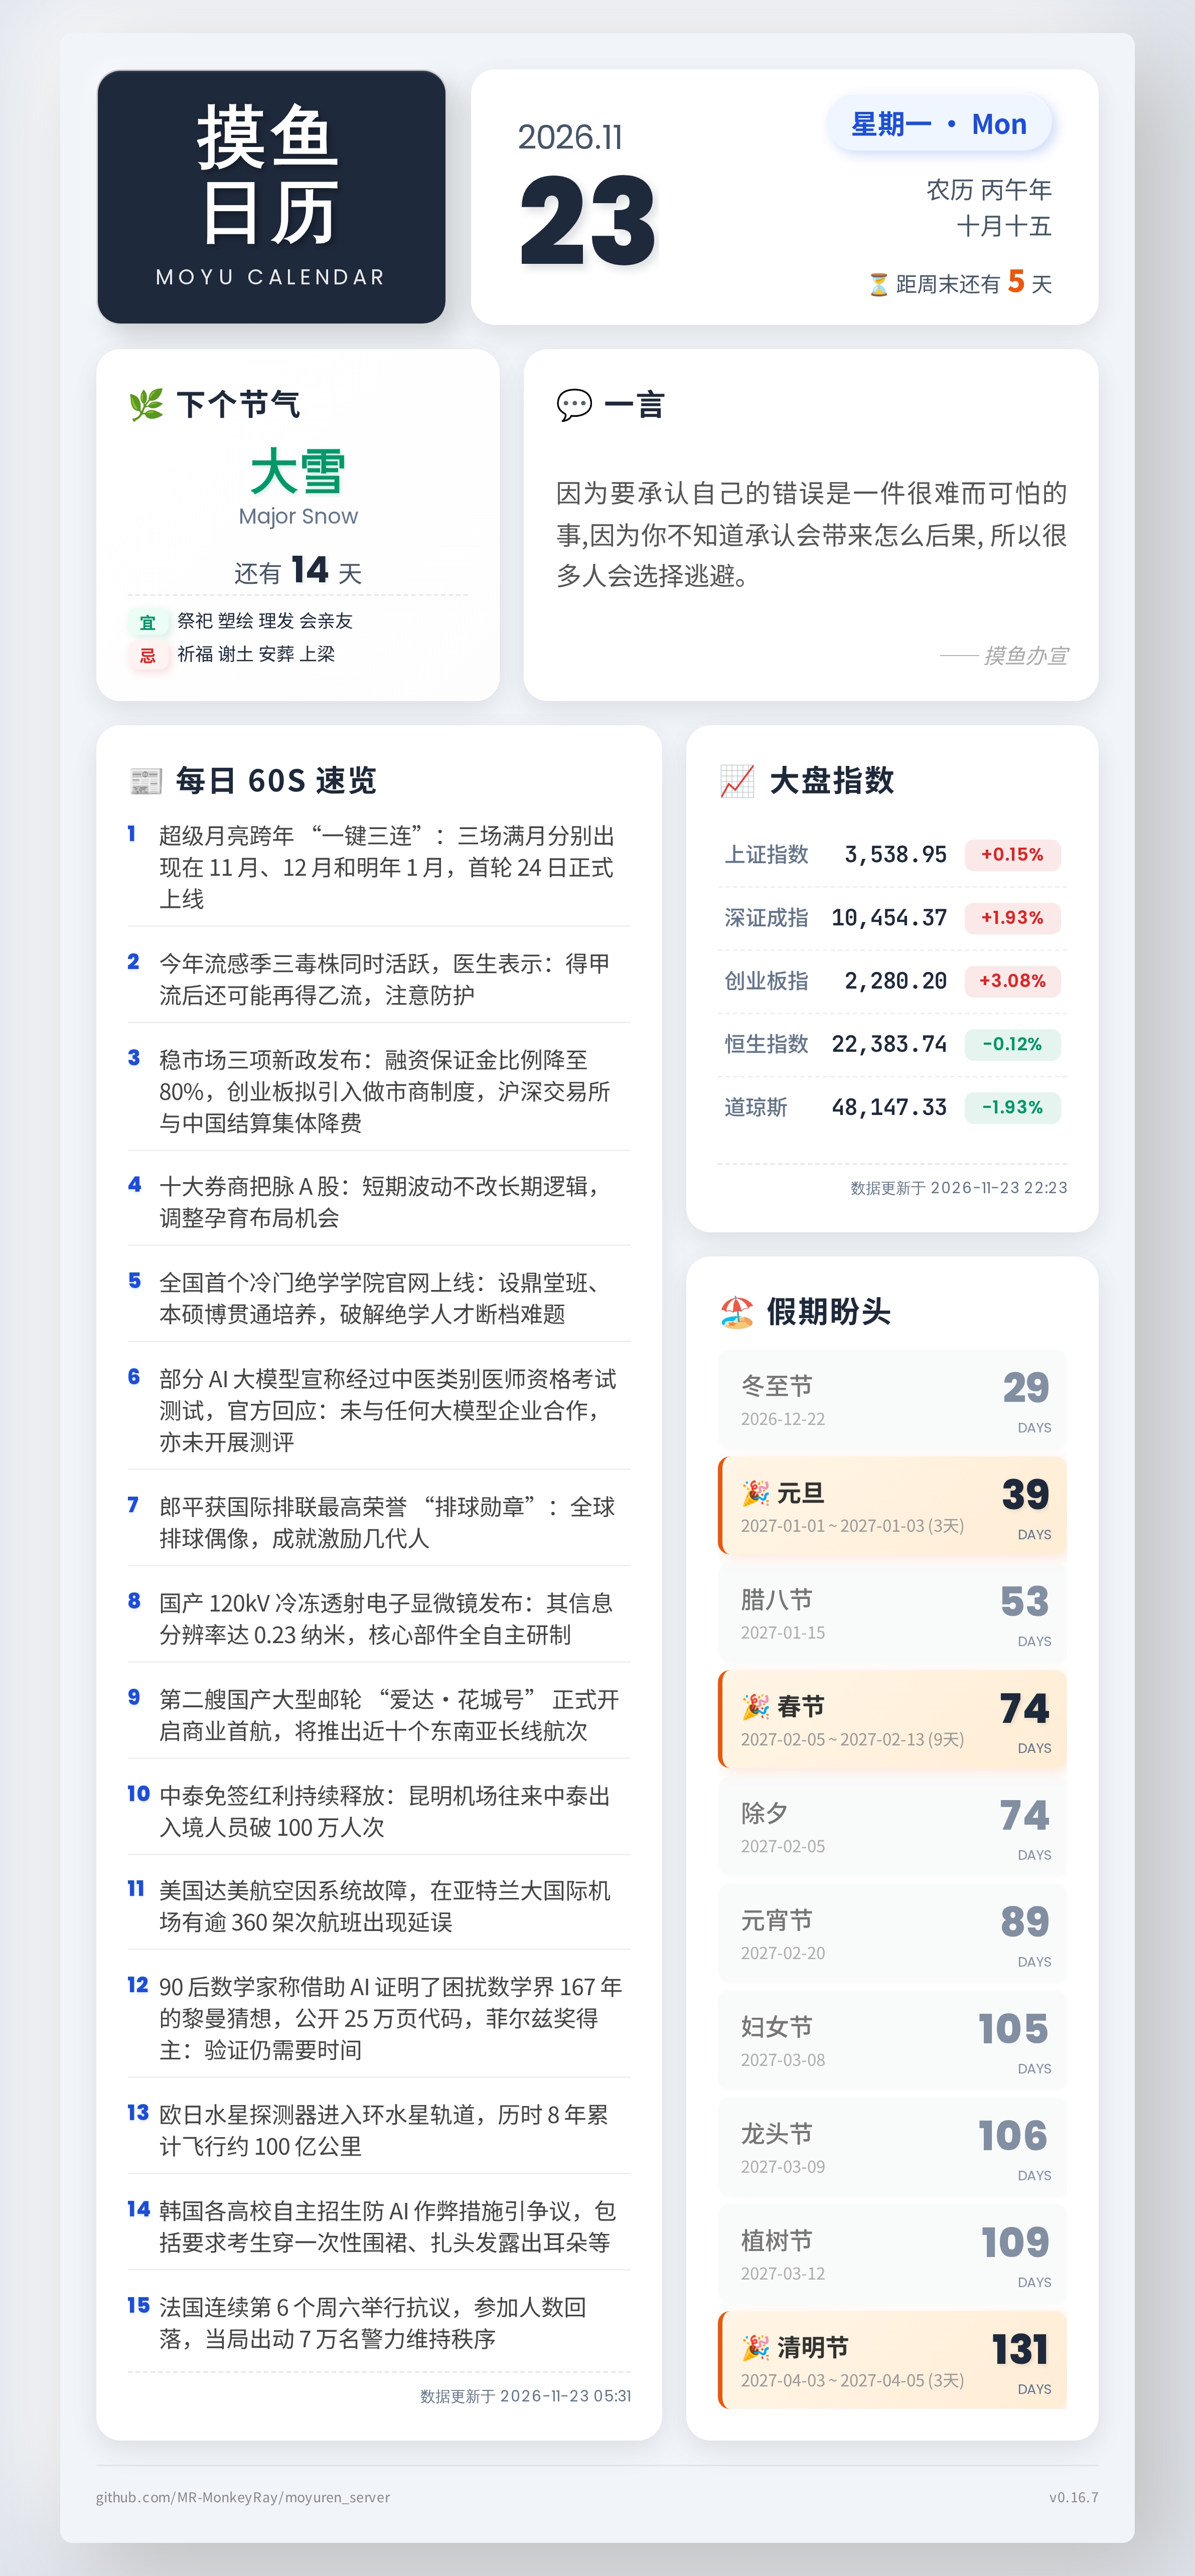 摸鱼
日历
MOYU CALENDAR
2026.11
23
星期一 · Mon
农历 丙午年
十月十五
⏳ 距周末还有 5 天
🌿 下个节气
大雪
Major Snow
还有 14 天
宜 祭祀 塑绘 理发 会亲友
忌 祈福 谢土 安葬 上梁
💬 一言
因为要承认自己的错误是一件很难而可怕的
事,因为你不知道承认会带来怎么后果, 所以很
多人会选择逃避。
—— 摸鱼办宣
📰 每日 60S 速览
1 超级月亮跨年 “一键三连”：三场满月分别出
现在 11 月、12 月和明年 1 月，首轮 24 日正式
上线
2 今年流感季三毒株同时活跃，医生表示：得甲
流后还可能再得乙流，注意防护
3 稳市场三项新政发布：融资保证金比例降至
80%，创业板拟引入做市商制度，沪深交易所
与中国结算集体降费
4 十大券商把脉 A 股：短期波动不改长期逻辑，
调整孕育布局机会
5 全国首个冷门绝学学院官网上线：设鼎堂班、
本硕博贯通培养，破解绝学人才断档难题
6 部分 AI 大模型宣称经过中医类别医师资格考试
测试，官方回应：未与任何大模型企业合作，
亦未开展测评
7 郎平获国际排联最高荣誉 “排球勋章”：全球
排球偶像，成就激励几代人
8 国产 120kV 冷冻透射电子显微镜发布：其信息
分辨率达 0.23 纳米，核心部件全自主研制
9 第二艘国产大型邮轮 “爱达・花城号” 正式开
启商业首航，将推出近十个东南亚长线航次
10 中泰免签红利持续释放：昆明机场往来中泰出
入境人员破 100 万人次
11 美国达美航空因系统故障，在亚特兰大国际机
场有逾 360 架次航班出现延误
12 90 后数学家称借助 AI 证明了困扰数学界 167 年
的黎曼猜想，公开 25 万页代码，菲尔兹奖得
主：验证仍需要时间
13 欧日水星探测器进入环水星轨道，历时 8 年累
计飞行约 100 亿公里
14 韩国各高校自主招生防 AI 作弊措施引争议，包
括要求考生穿一次性围裙、扎头发露出耳朵等
15 法国连续第 6 个周六举行抗议，参加人数回
落，当局出动 7 万名警力维持秩序
数据更新于 2026-11-23 05:31
📈 大盘指数
上证指数 3,538.95 +0.15%
深证成指 10,454.37 +1.93%
创业板指 2,280.20 +3.08%
恒生指数 22,383.74 -0.12%
道琼斯 48,147.33 -1.93%
数据更新于 2026-11-23 22:23
🏖️ 假期盼头
冬至节 29
2026-12-22 DAYS
🎉 元旦 39
2027-01-01 ~ 2027-01-03 (3天) DAYS
腊八节 53
2027-01-15 DAYS
🎉 春节 74
2027-02-05 ~ 2027-02-13 (9天) DAYS
除夕 74
2027-02-05 DAYS
元宵节 89
2027-02-20 DAYS
妇女节 105
2027-03-08 DAYS
龙头节 106
2027-03-09 DAYS
植树节 109
2027-03-12 DAYS
🎉 清明节 131
2027-04-03 ~ 2027-04-05 (3天) DAYS
github.com/MR-MonkeyRay/moyuren_server
v0.16.7